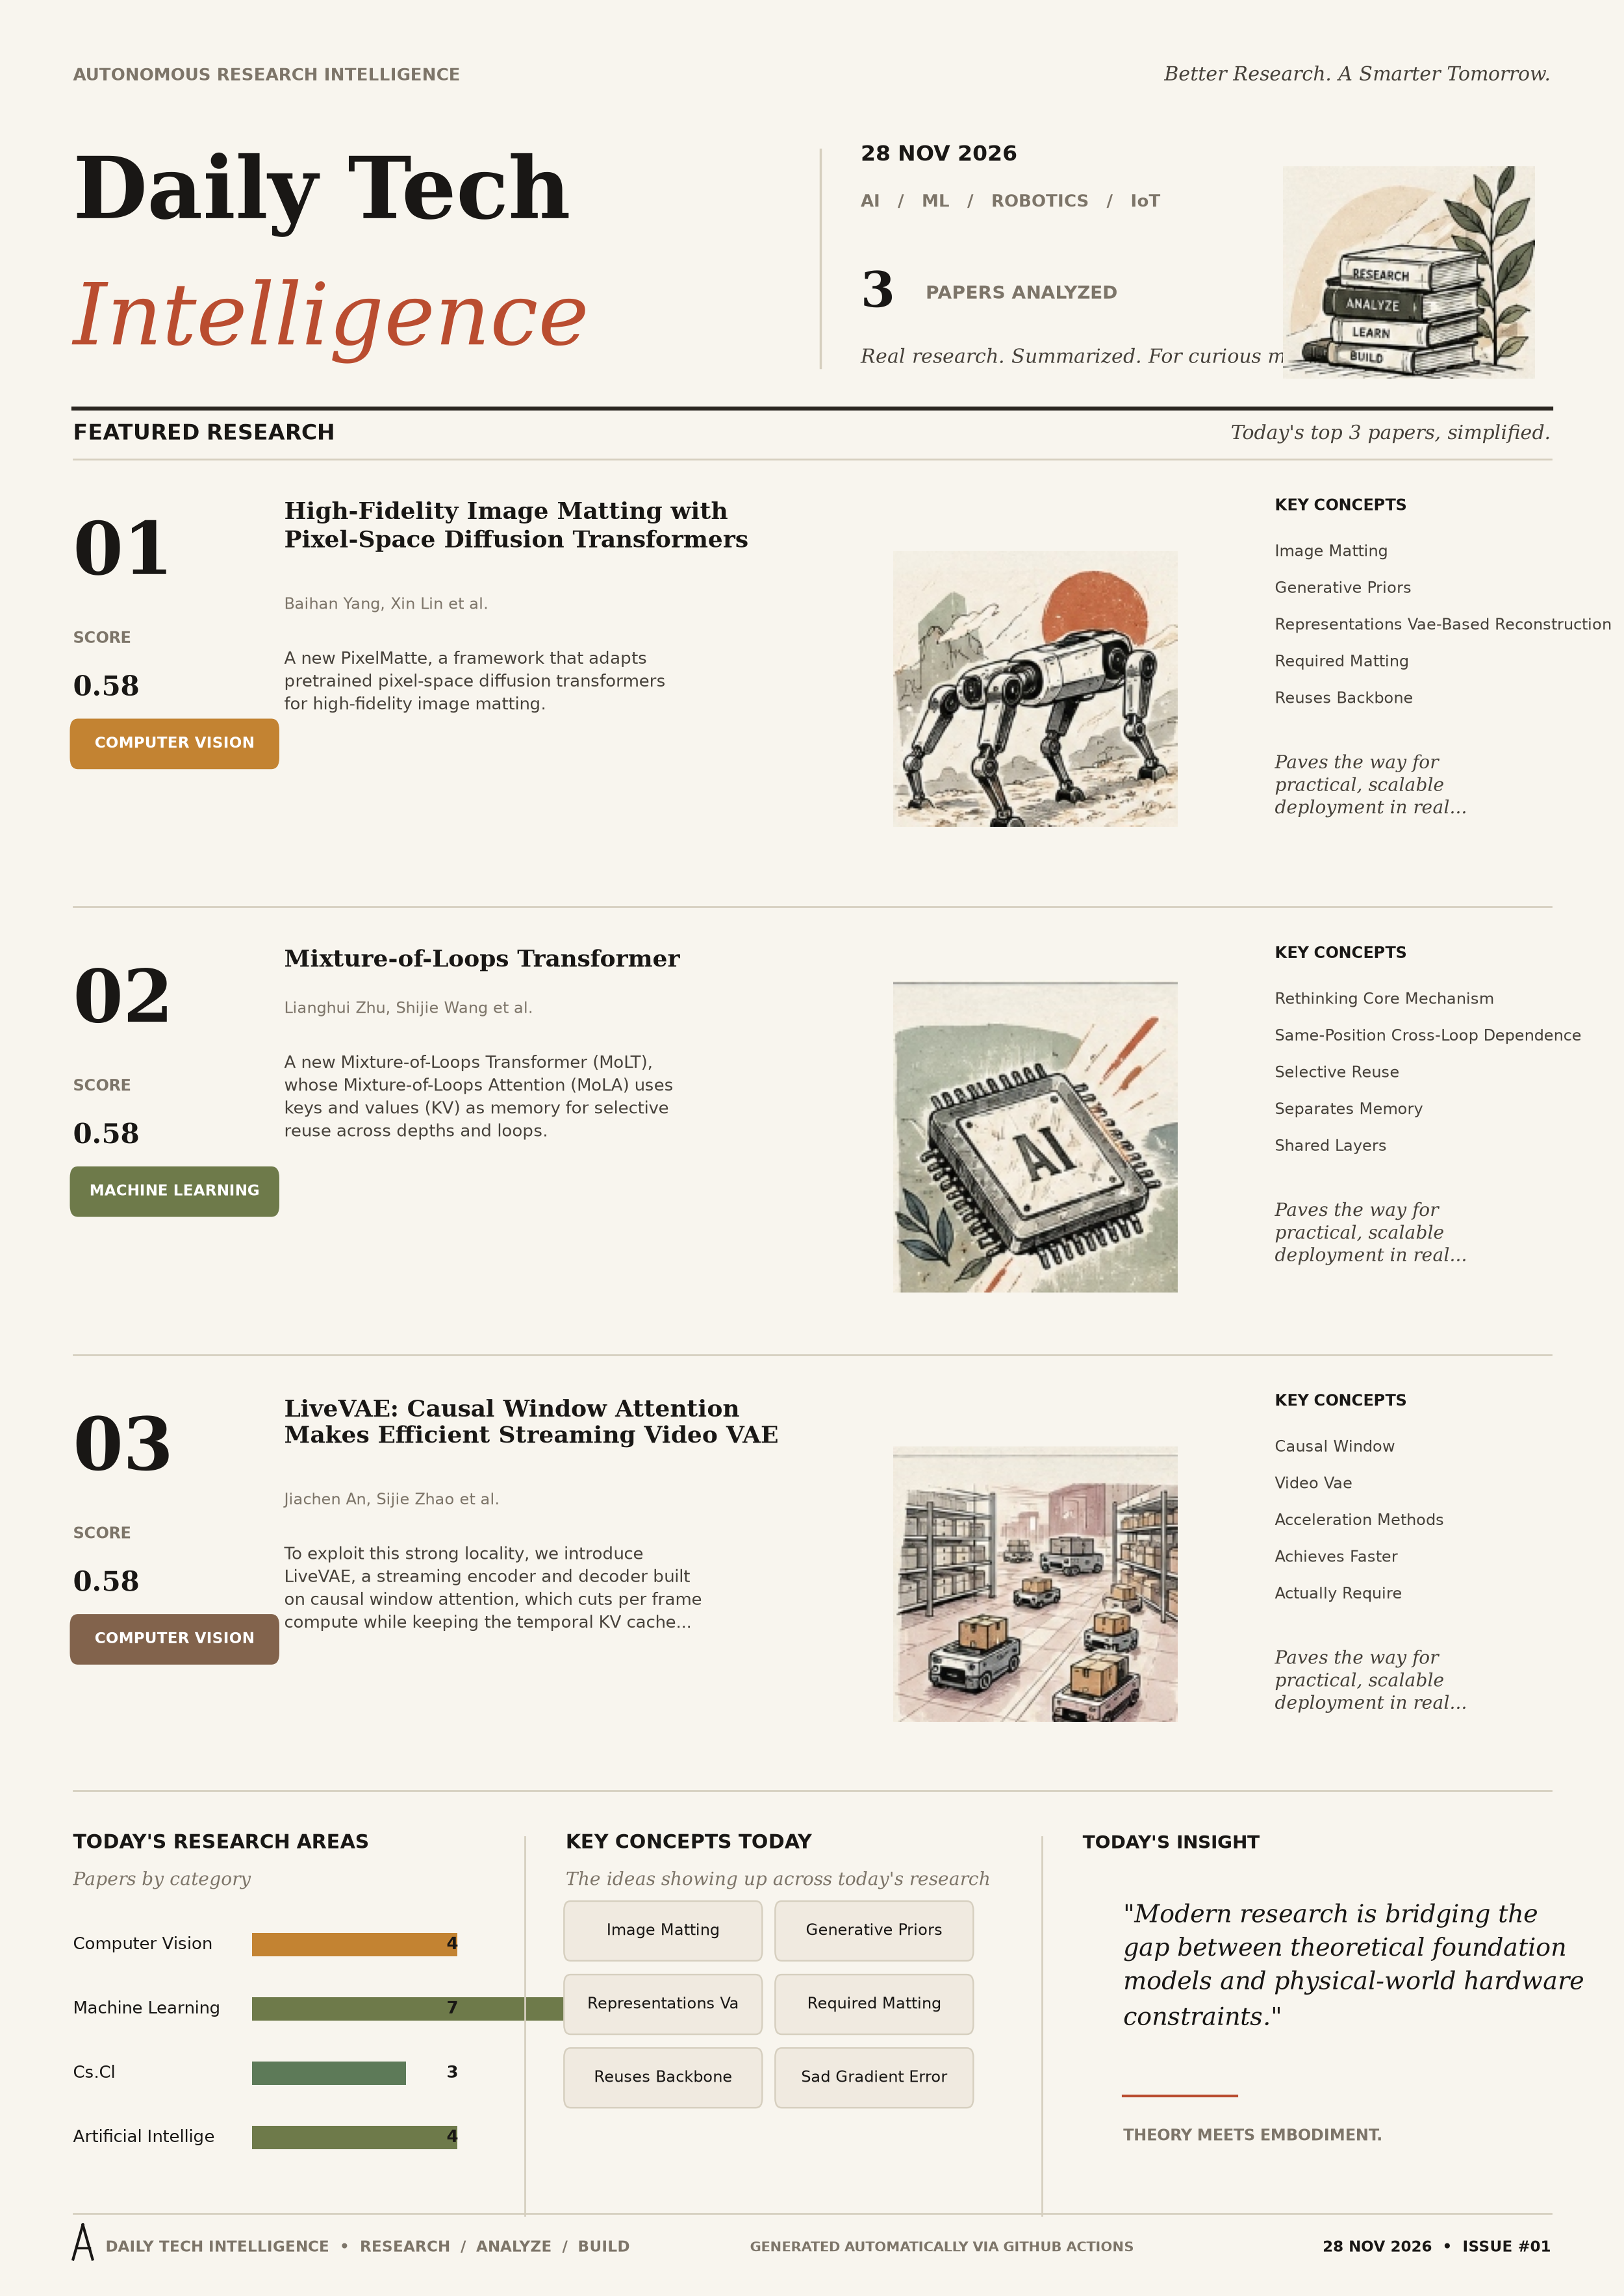 AUTONOMOUS RESEARCH INTELLIGENCE
Better Research. A Smarter Tomorrow.
Daily Tech
Intelligence
28 NOV 2026
AI / ML / ROBOTICS / IoT
3 PAPERS ANALYZED
Real research. Summarized. For curious m
RESEARCH
ANALYZE
LEARN
BUILD
FEATURED RESEARCH
Today's top 3 papers, simplified.
01
SCORE
0.58
COMPUTER VISION
High-Fidelity Image Matting with
Pixel-Space Diffusion Transformers
Baihan Yang, Xin Lin et al.
A new PixelMatte, a framework that adapts
pretrained pixel-space diffusion transformers
for high-fidelity image matting.
KEY CONCEPTS
Image Matting
Generative Priors
Representations Vae-Based Reconstruction
Required Matting
Reuses Backbone
Paves the way for
practical, scalable
deployment in real...
02
SCORE
0.58
MACHINE LEARNING
Mixture-of-Loops Transformer
Lianghui Zhu, Shijie Wang et al.
A new Mixture-of-Loops Transformer (MoLT),
whose Mixture-of-Loops Attention (MoLA) uses
keys and values (KV) as memory for selective
reuse across depths and loops.
AI
KEY CONCEPTS
Rethinking Core Mechanism
Same-Position Cross-Loop Dependence
Selective Reuse
Separates Memory
Shared Layers
Paves the way for
practical, scalable
deployment in real...
03
SCORE
0.58
COMPUTER VISION
LiveVAE: Causal Window Attention
Makes Efficient Streaming Video VAE
Jiachen An, Sijie Zhao et al.
To exploit this strong locality, we introduce
LiveVAE, a streaming encoder and decoder built
on causal window attention, which cuts per frame
compute while keeping the temporal KV cache...
KEY CONCEPTS
Causal Window
Video Vae
Acceleration Methods
Achieves Faster
Actually Require
Paves the way for
practical, scalable
deployment in real...
TODAY'S RESEARCH AREAS
Papers by category
Computer Vision 4
Machine Learning 7
Cs.Cl 3
Artificial Intellige 4
KEY CONCEPTS TODAY
The ideas showing up across today's research
Image Matting
Generative Priors
Representations Va
Required Matting
Reuses Backbone
Sad Gradient Error
TODAY'S INSIGHT
"Modern research is bridging the
gap between theoretical foundation
models and physical-world hardware
constraints."
THEORY MEETS EMBODIMENT.
A DAILY TECH INTELLIGENCE • RESEARCH / ANALYZE / BUILD
GENERATED AUTOMATICALLY VIA GITHUB ACTIONS
28 NOV 2026 • ISSUE #01